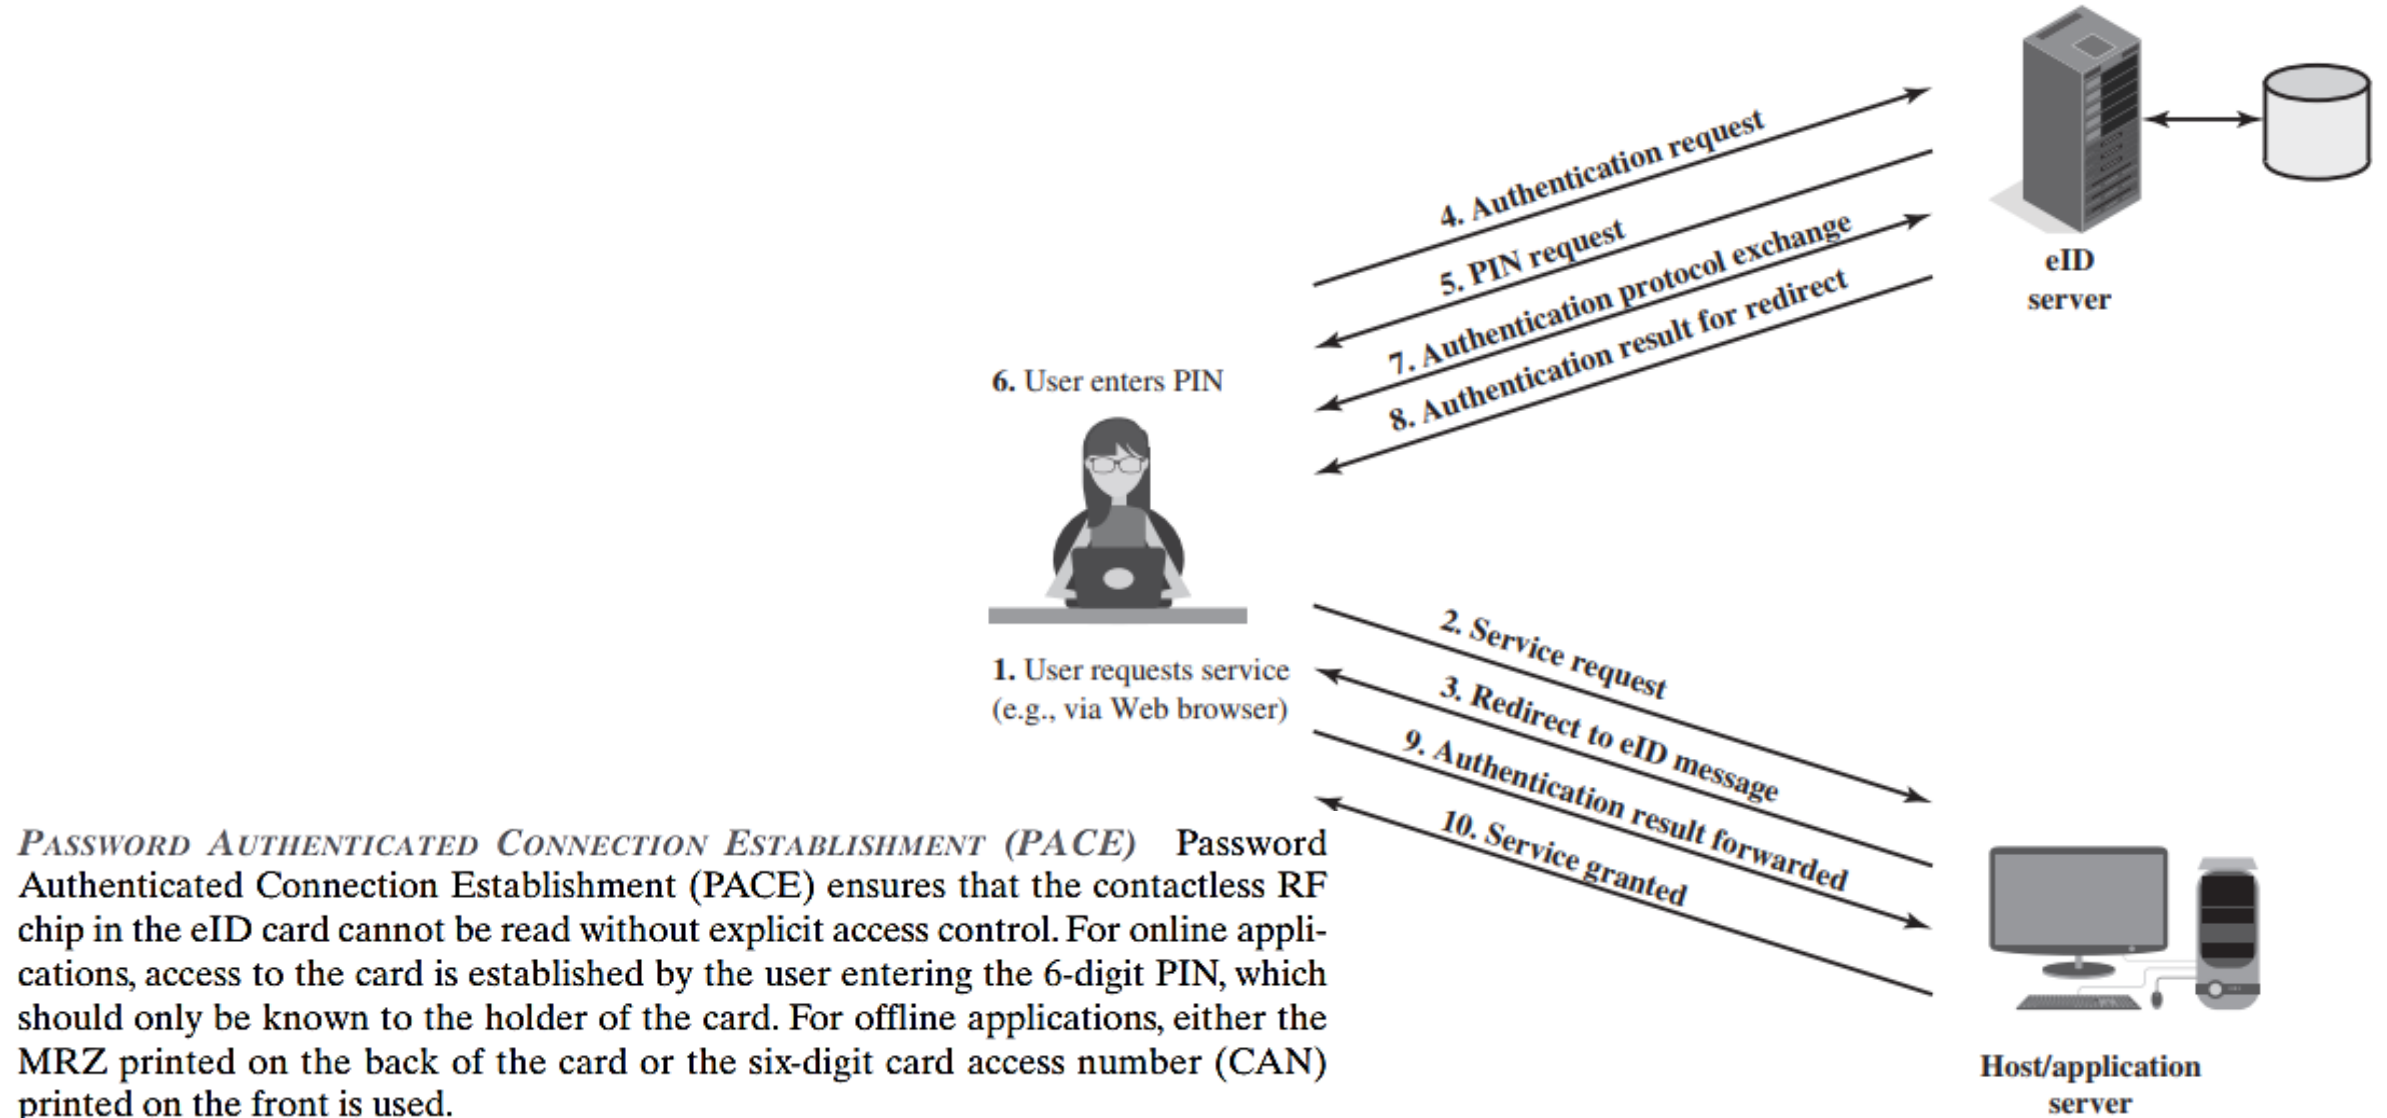 4. Authentication request
5. PIN request
7. Authentication protocol exchange
8. Authentication result for redirect
eID
server
6. User enters PIN
1. User requests service
(e.g., via Web browser)
2. Service request
3. Redirect to eID message
9. Authentication result forwarded
10. Service granted
Host/application
server
PASSWORD AUTHENTICATED CONNECTION ESTABLISHMENT (PACE) Password
Authenticated Connection Establishment (PACE) ensures that the contactless RF
chip in the eID card cannot be read without explicit access control. For online appli-
cations, access to the card is established by the user entering the 6-digit PIN, which
should only be known to the holder of the card. For offline applications, either the
MRZ printed on the back of the card or the six-digit card access number (CAN)
printed on the front is used.